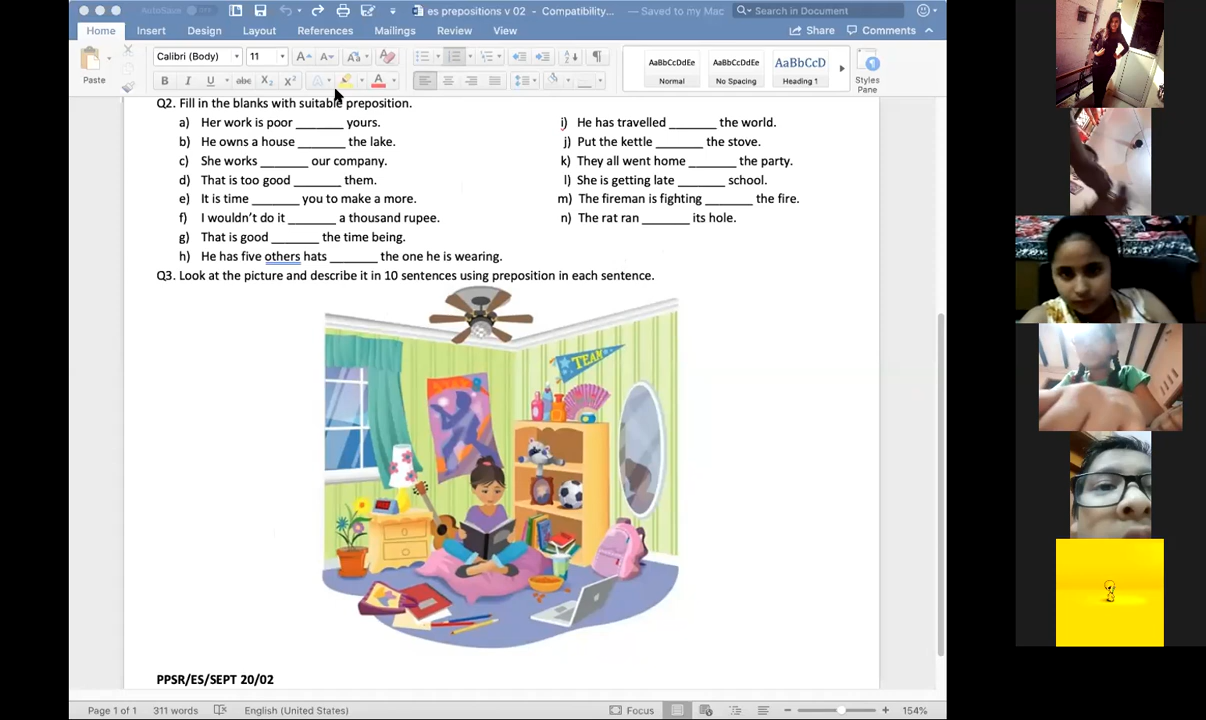 AutoSave OFF
es prepositions v 02 - Compatibility...
— Saved to my Mac
Search in Document
Home Insert Design Layout References Mailings Review View
Share Comments
Paste
Calibri (Body) 11
AaBbCcDdEe AaBbCcDdEe AaBbCcD
Normal No Spacing Heading 1
Styles
Pane
Q2. Fill in the blanks with suitable preposition.
a) Her work is poor _______ yours.
b) He owns a house _______ the lake.
c) She works _______ our company.
d) That is too good _______ them.
e) It is time _______ you to make a more.
f) I wouldn't do it _______ a thousand rupee.
g) That is good _______ the time being.
h) He has five others hats _______ the one he is wearing.
i) He has travelled _______ the world.
j) Put the kettle _______ the stove.
k) They all went home _______ the party.
l) She is getting late _______ school.
m) The fireman is fighting _______ the fire.
n) The rat ran _______ its hole.
Q3. Look at the picture and describe it in 10 sentences using preposition in each sentence.
TEAM
PPSR/ES/SEPT 20/02
Page 1 of 1 311 words English (United States) Focus 154%